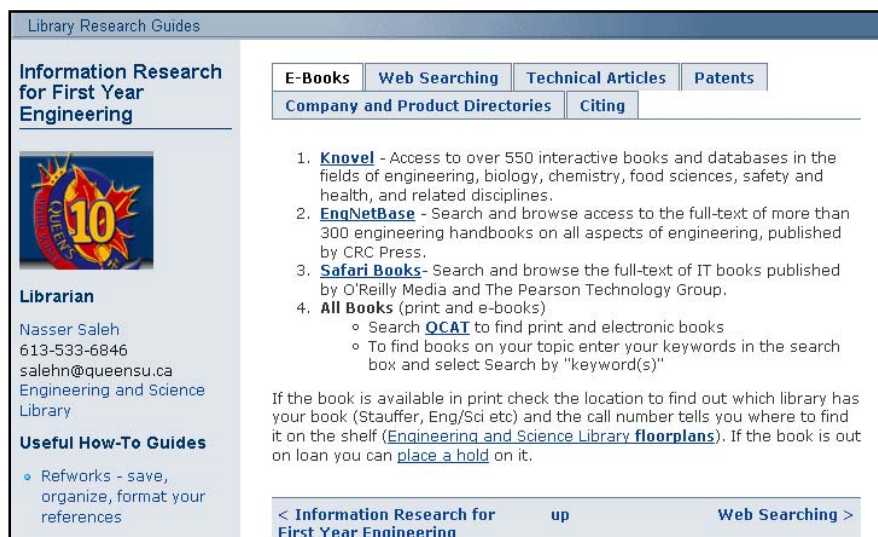 Library Research Guides
Information Research
for First Year
Engineering
QUEEN'S
10
Librarian
Nasser Saleh
613-533-6846
salehn@queensu.ca
Engineering and Science
Library
Useful How-To Guides
Refworks - save,
organize, format your
references
E-Books Web Searching Technical Articles Patents
Company and Product Directories Citing
1. Knovel - Access to over 550 interactive books and databases in the
fields of engineering, biology, chemistry, food sciences, safety and
health, and related disciplines.
2. EngNetBase - Search and browse access to the full-text of more than
300 engineering handbooks on all aspects of engineering, published
by CRC Press.
3. Safari Books- Search and browse the full-text of IT books published
by O'Reilly Media and The Pearson Technology Group.
4. All Books (print and e-books)
Search QCAT to find print and electronic books
To find books on your topic enter your keywords in the search
box and select Search by "keyword(s)"
If the book is available in print check the location to find out which library has
your book (Stauffer, Eng/Sci etc) and the call number tells you where to find
it on the shelf (Engineering and Science Library floorplans). If the book is out
on loan you can place a hold on it.
< Information Research for up Web Searching >
First Year Engineering